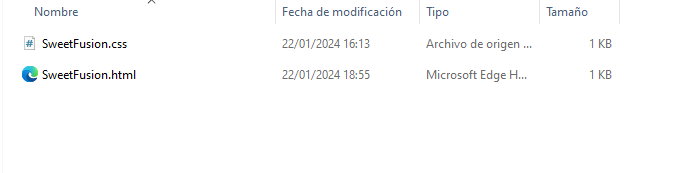 Nombre Fecha de modificación Tipo Tamaño
SweetFusion.css 22/01/2024 16:13 Archivo de origen ... 1 KB
SweetFusion.html 22/01/2024 18:55 Microsoft Edge H... 1 KB